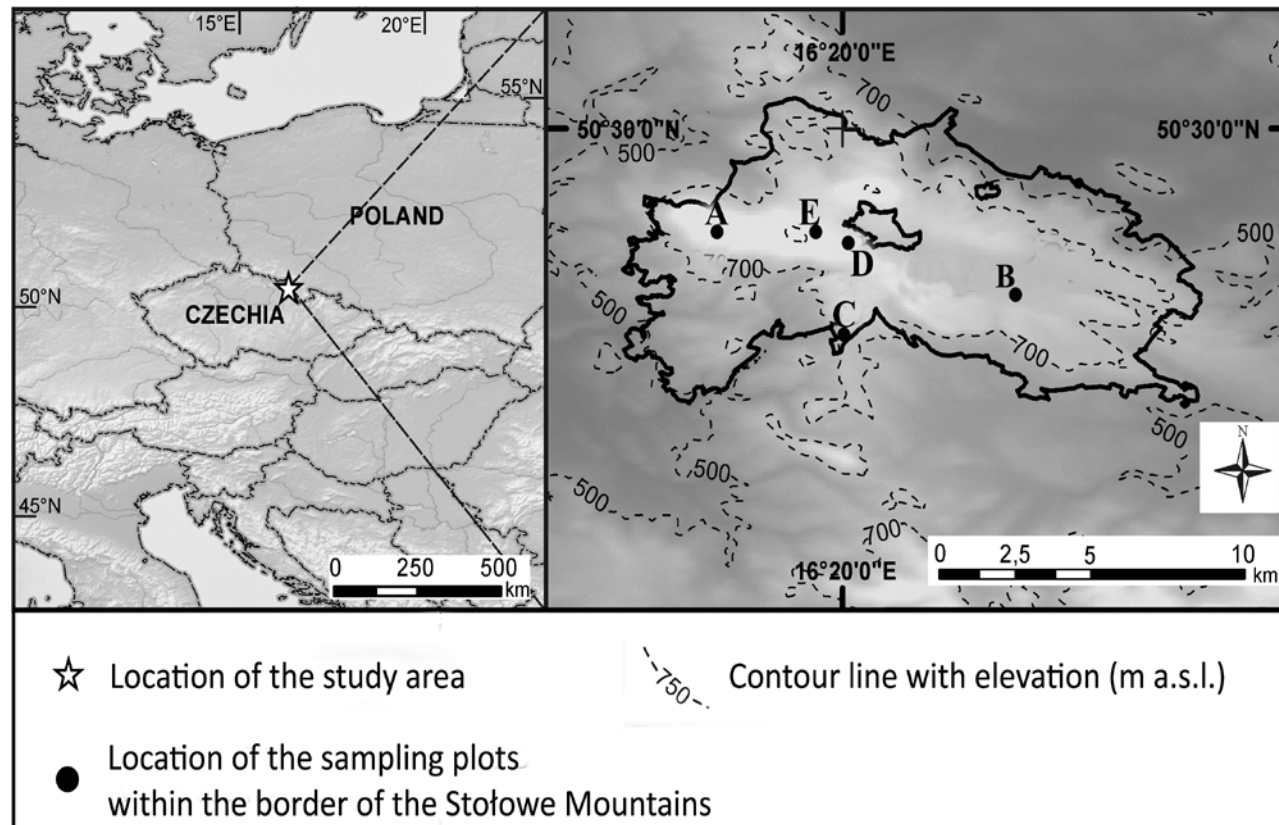 15°E
20°E
55°N
POLAND
50°N
CZECHIA
45°N
0 250 500
km
16°20'0"E
700
50°30'0"N
50°30'0"N
500
A
E
D
500
700
B
500
C
700
500
500
N
500
700
16°20'0"E
0 2,5 5 10
km
Location of the study area
750
Contour line with elevation (m a.s.l.)
Location of the sampling plots
within the border of the Stołowe Mountains